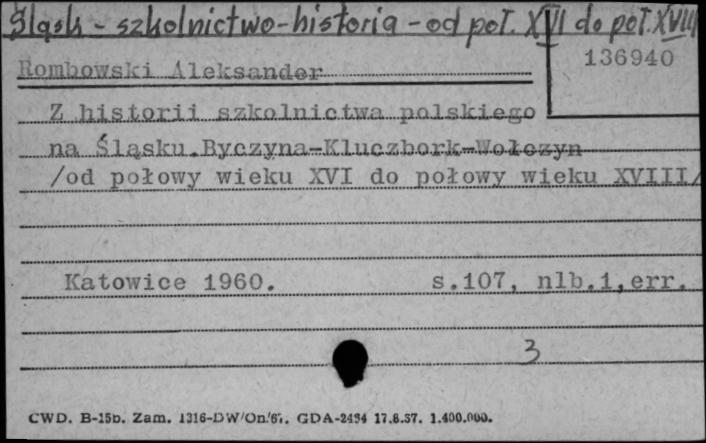 Śląsk - szkolnictwo - historia - od poł. XVI do poł. XVIII
136940
Rombowski Aleksander
Z historii szkolnictwa polskiego
na Śląsku.Byczyna-Kluczbork-Wołczyn
/od połowy wieku XVI do połowy wieku XVIII/
Katowice 1960. s.107, nlb.1,err.
3
CWD. B-15b. Zam. 1316-DW/On/67. GDA-2494 17.8.57. 1.400.000.